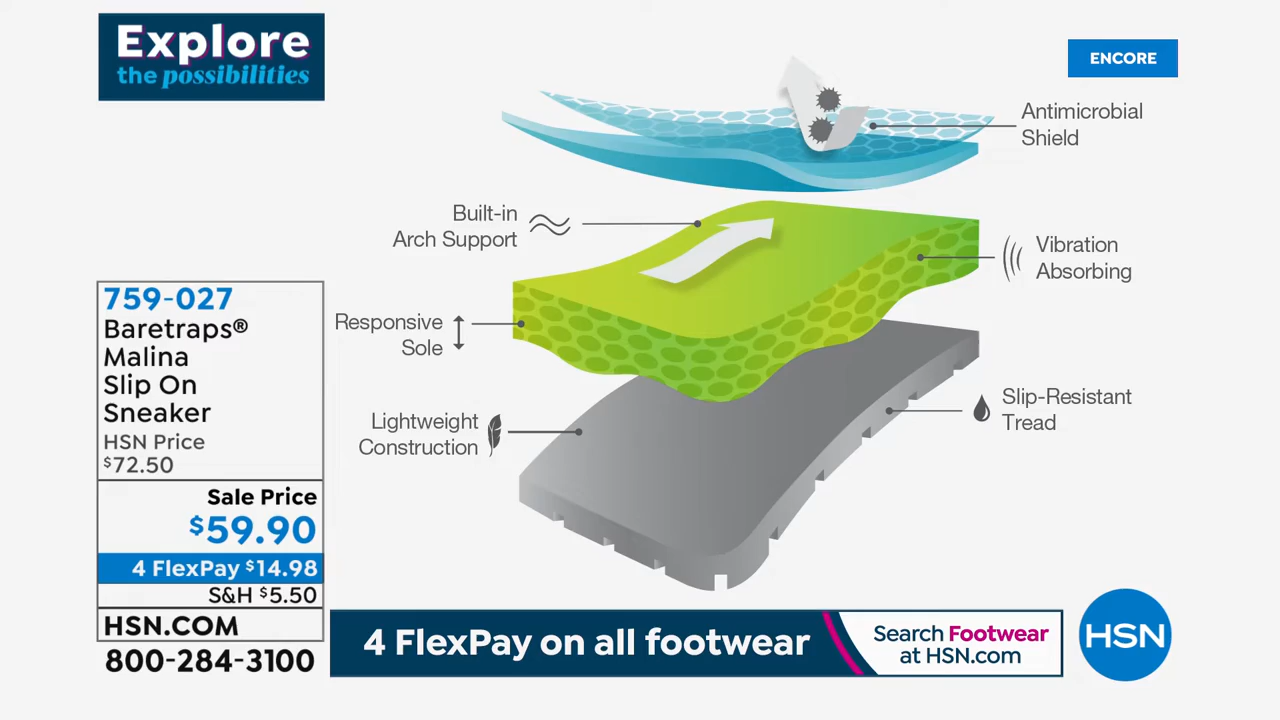 Explore
the possibilities
ENCORE
Antimicrobial
Shield
Built-in
Arch Support
Vibration
Absorbing
Responsive
Sole
Lightweight
Construction
Slip-Resistant
Tread
759-027
Baretraps®
Malina
Slip On
Sneaker
HSN Price
$72.50
Sale Price
$59.90
4 FlexPay $14.98
S&H $5.50
HSN.COM
800-284-3100
4 FlexPay on all footwear
Search Footwear
at HSN.com
HSN